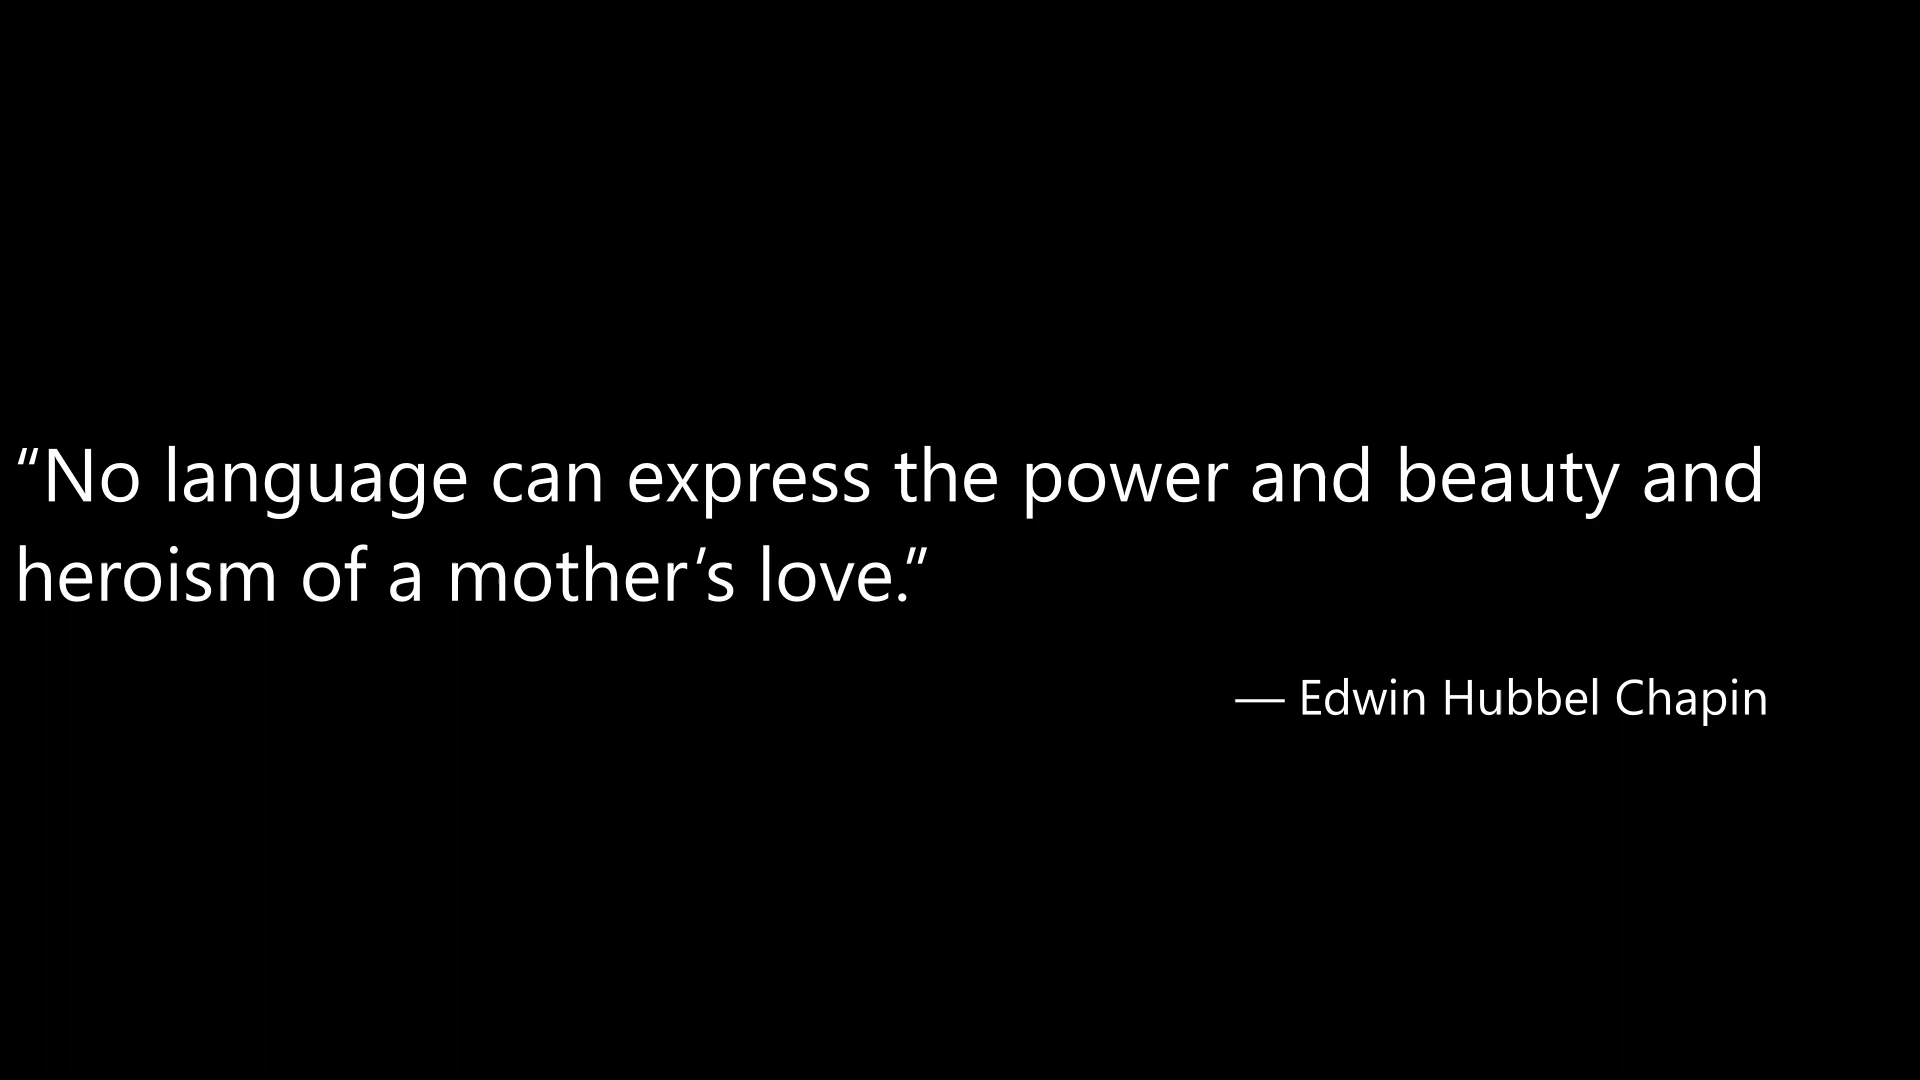 “No language can express the power and beauty and
heroism of a mother’s love.”
— Edwin Hubbel Chapin